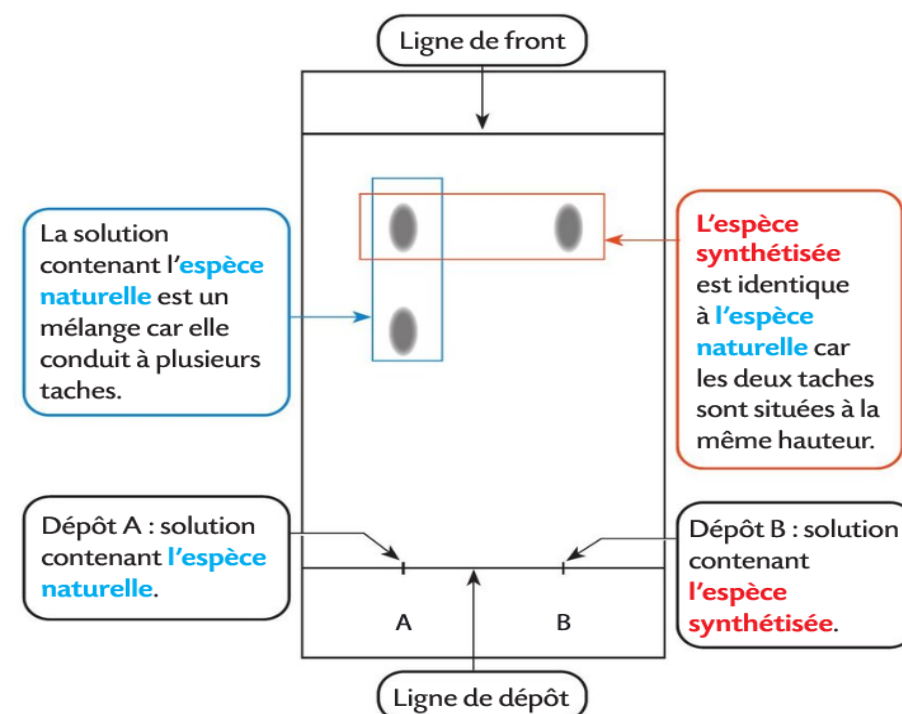 Ligne de front
La solution
contenant l'espèce
naturelle est un
mélange car elle
conduit à plusieurs
taches.
L'espèce
synthétisée
est identique
à l'espèce
naturelle car
les deux taches
sont situées à la
même hauteur.
Dépôt A : solution
contenant l'espèce
naturelle.
Dépôt B : solution
contenant
l'espèce
synthétisée.
A
B
Ligne de dépôt